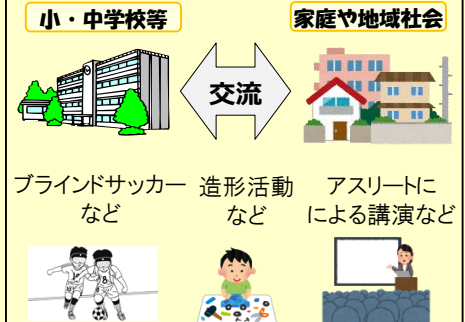 小・中学校等
家庭や地域社会
交流
ブラインドサッカー
など
造形活動
など
アスリートに
による講演など